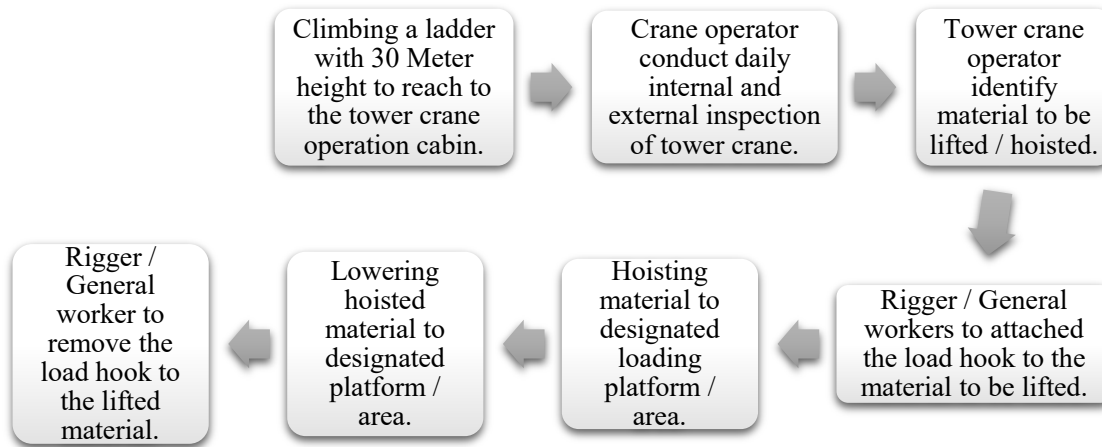 Climbing a ladder
with 30 Meter
height to reach to
the tower crane
operation cabin.
Crane operator
conduct daily
internal and
external inspection
of tower crane.
Tower crane
operator
identify
material to be
lifted / hoisted.
Rigger / General
workers to attached
the load hook to the
material to be lifted.
Hoisting
material to
designated
loading
platform /
area.
Lowering
hoisted
material to
designated
platform /
area.
Rigger /
General
worker to
remove the
load hook to
the lifted
material.